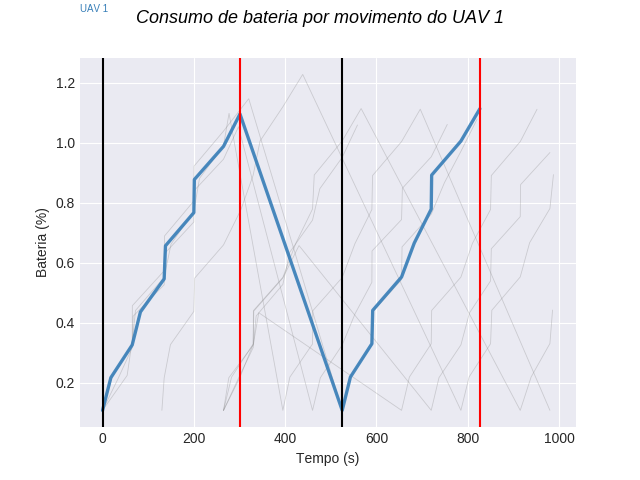 UAV 1
Consumo de bateria por movimento do UAV 1
1.2
1.0
0.8
0.6
0.4
0.2
Bateria (%)
0 200 400 600 800 1000
Tempo (s)